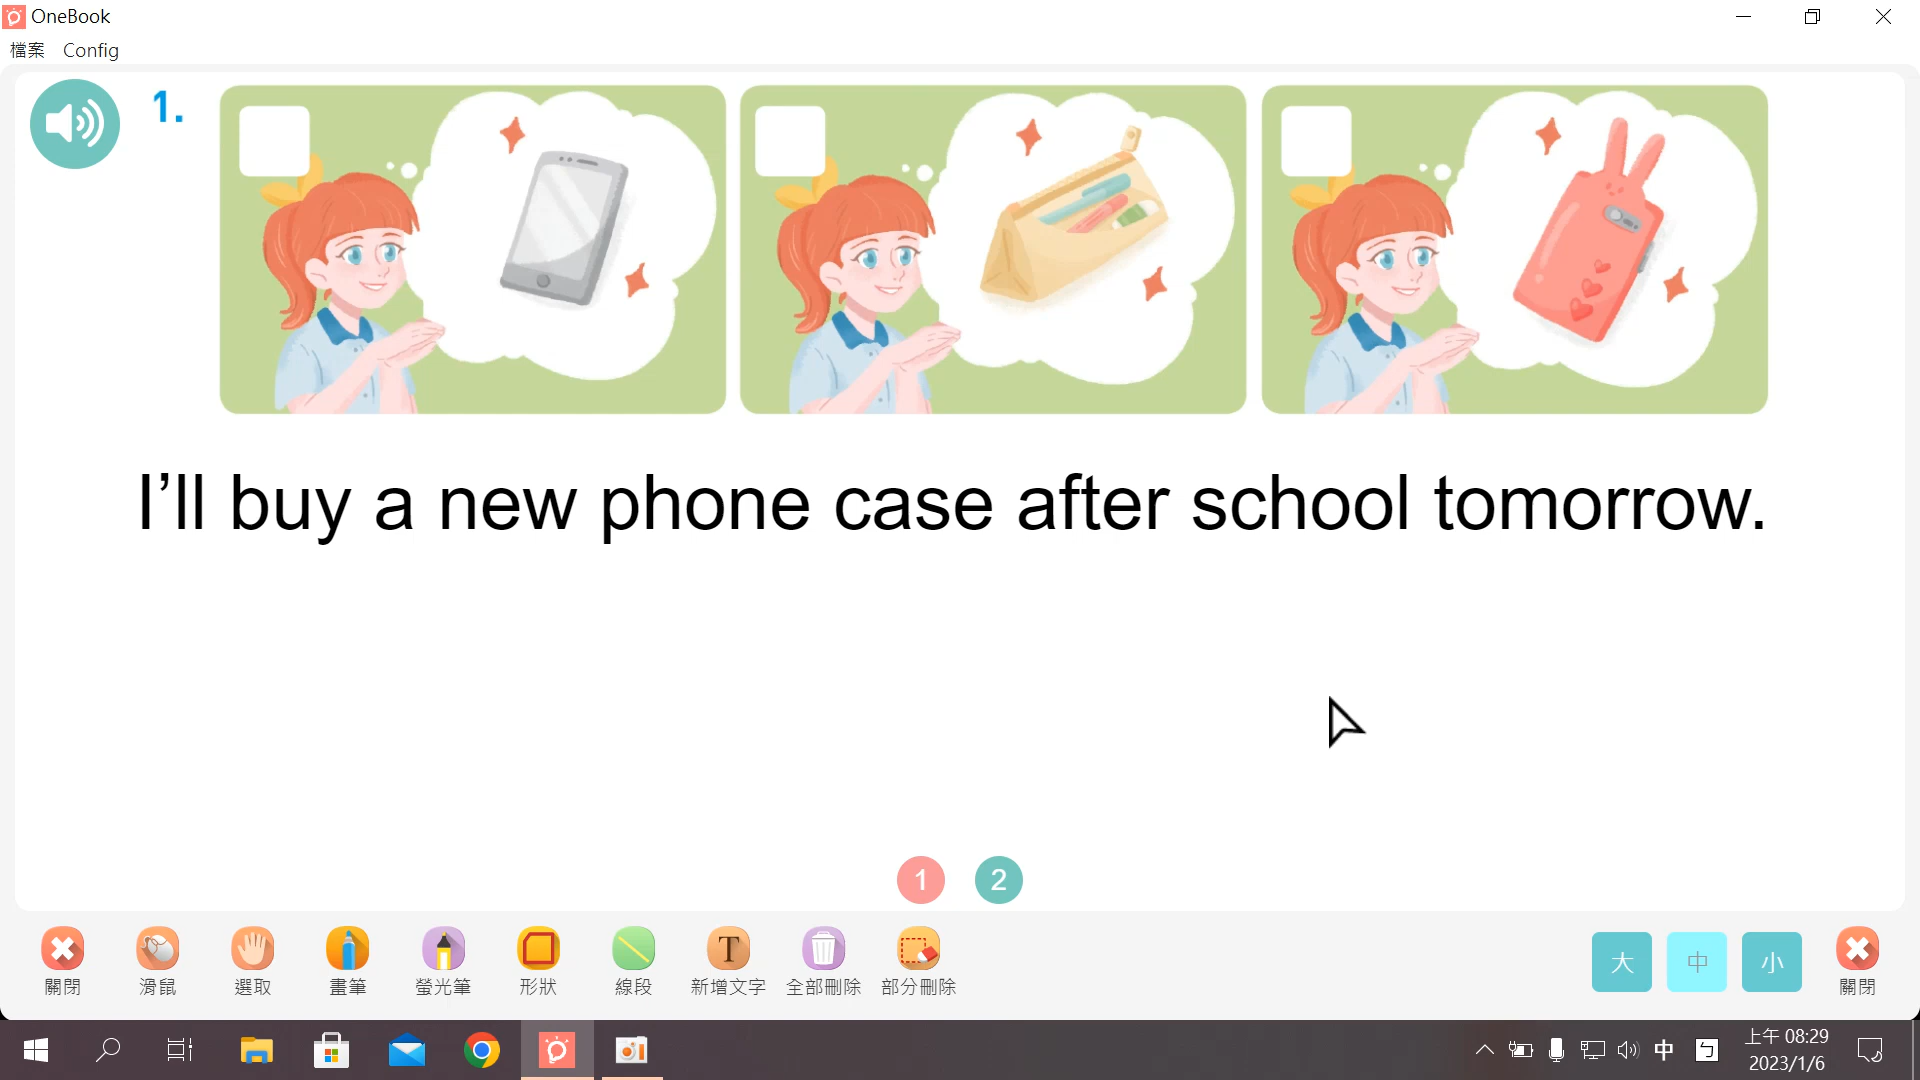 OneBook
檔案 Config
1.
I’ll buy a new phone case after school tomorrow.
1 2
關閉 滑鼠 選取 畫筆 螢光筆 形狀 線段 新增文字 全部刪除 部分刪除 大 中 小 關閉
T
中 ㄅ 上午 08:29
2023/1/6